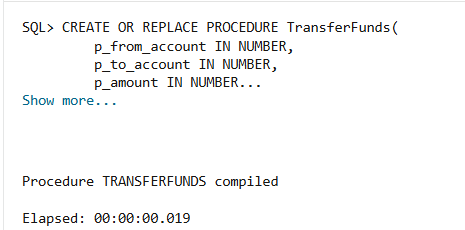 SQL> CREATE OR REPLACE PROCEDURE TransferFunds(
p_from_account IN NUMBER,
p_to_account IN NUMBER,
p_amount IN NUMBER...
Show more...
Procedure TRANSFERFUNDS compiled
Elapsed: 00:00:00.019